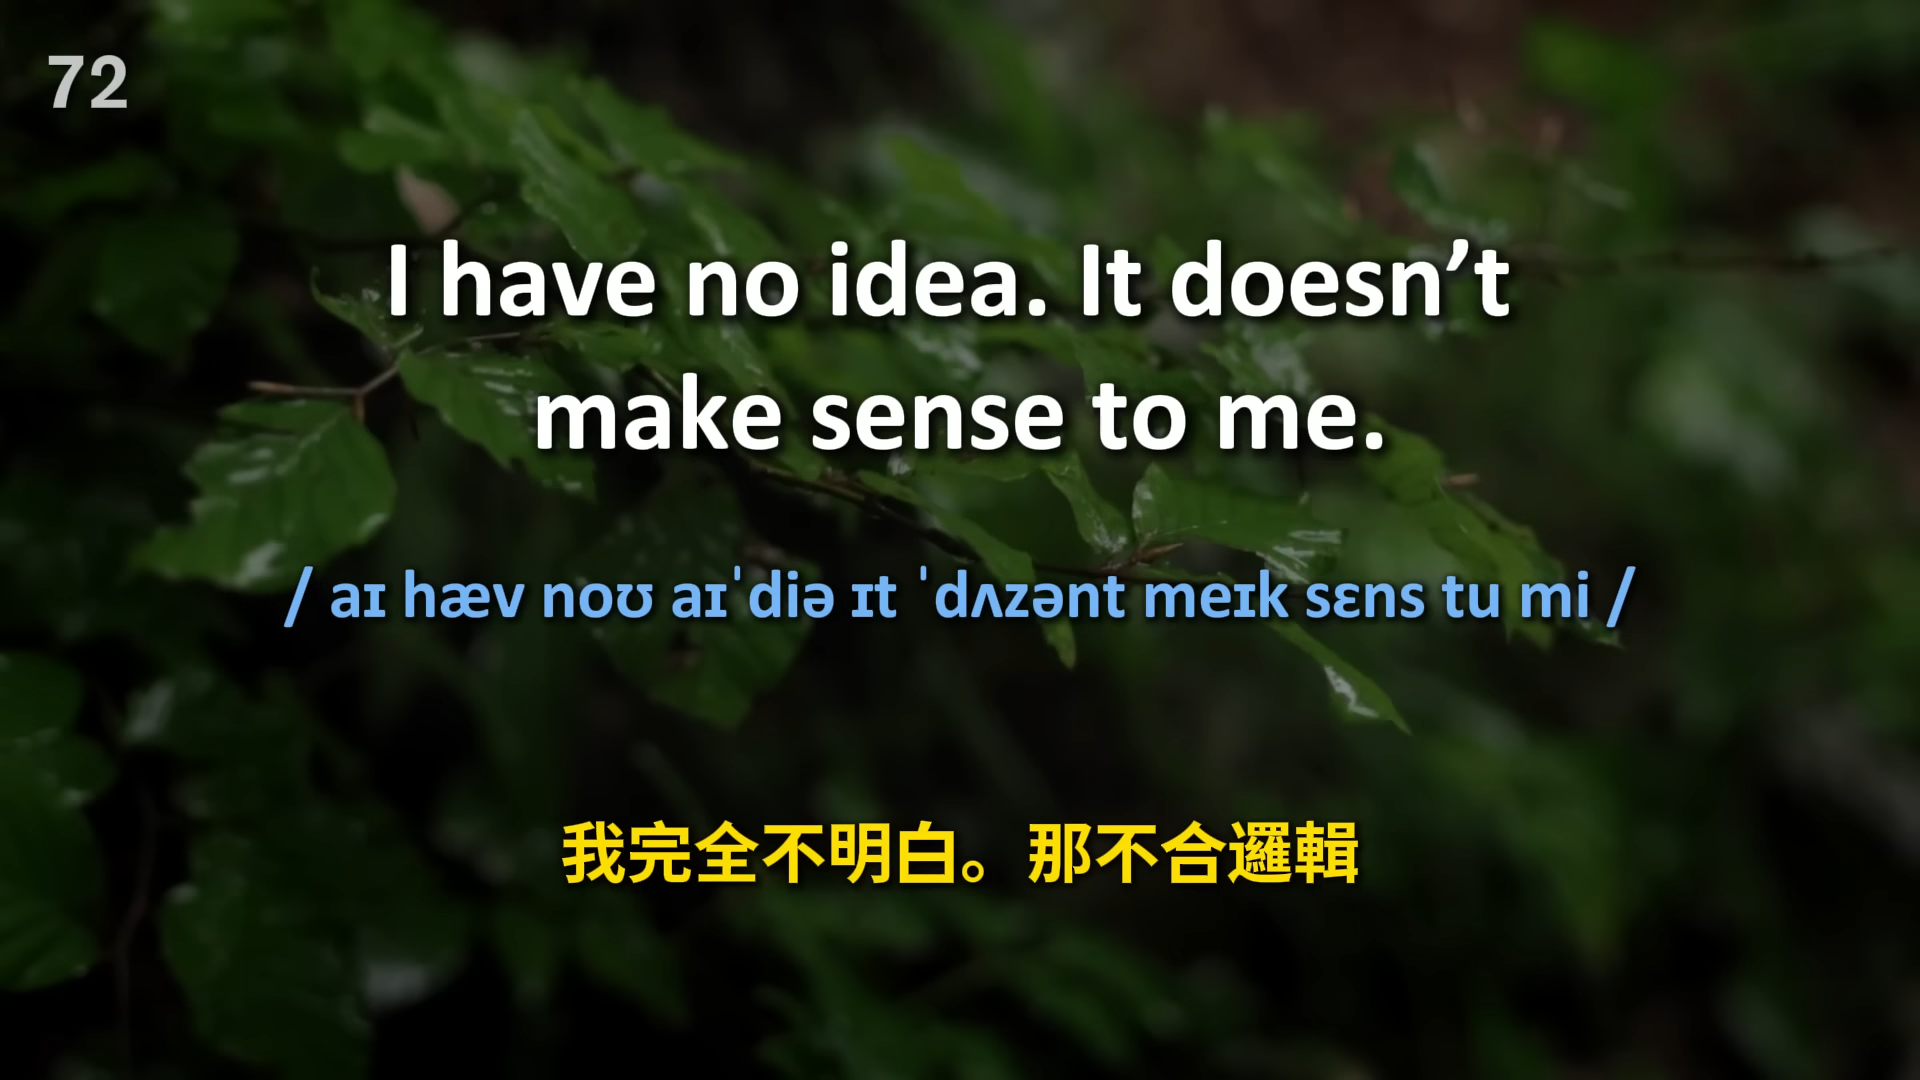 72
I have no idea. It doesn’t
make sense to me.
/ aɪ hæv noʊ aɪˈdiə ɪt ˈdʌzənt meɪk sɛns tu mi /
我完全不明白。那不合邏輯